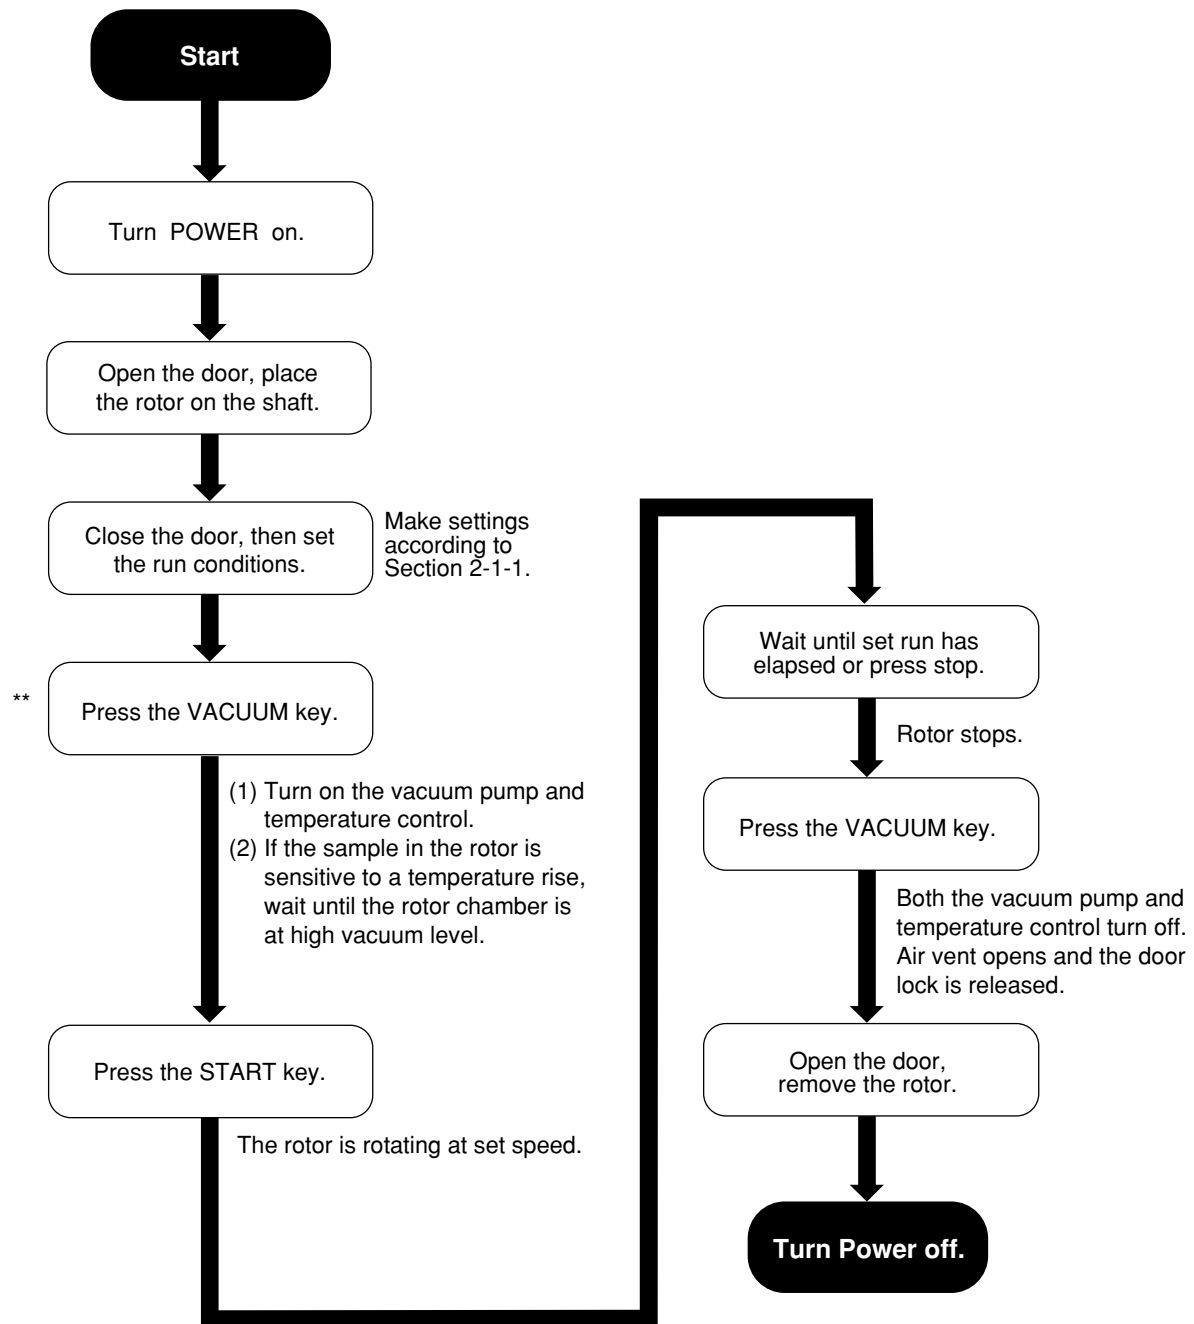 Start
Turn POWER on.
Open the door, place
the rotor on the shaft.
Close the door, then set
the run conditions.
Make settings
according to
Section 2-1-1.
**
Press the VACUUM key.
(1) Turn on the vacuum pump and
temperature control.
(2) If the sample in the rotor is
sensitive to a temperature rise,
wait until the rotor chamber is
at high vacuum level.
Press the START key.
The rotor is rotating at set speed.
Wait until set run has
elapsed or press stop.
Rotor stops.
Press the VACUUM key.
Both the vacuum pump and
temperature control turn off.
Air vent opens and the door
lock is released.
Open the door,
remove the rotor.
Turn Power off.